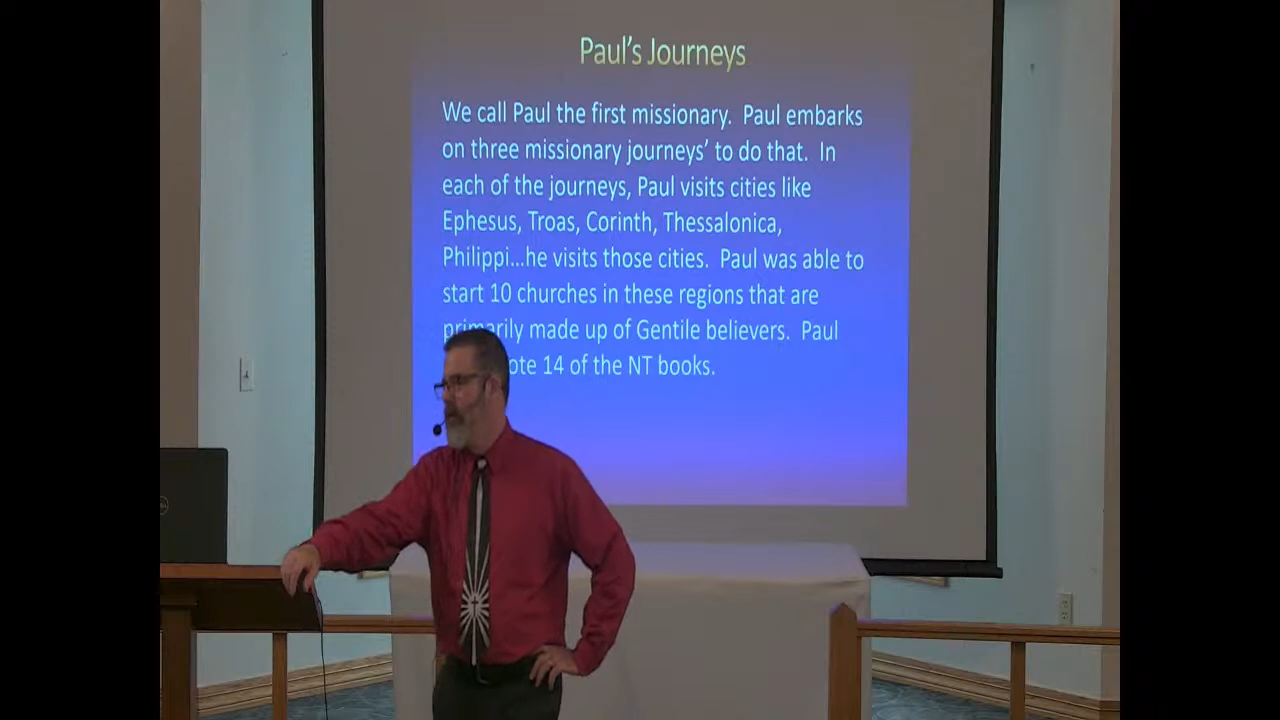 Paul's Journeys
We call Paul the first missionary. Paul embarks
on three missionary journeys' to do that. In
each of the journeys, Paul visits cities like
Ephesus, Troas, Corinth, Thessalonica,
Philippi...he visits those cities. Paul was able to
start 10 churches in these regions that are
primarily made up of Gentile believers. Paul
14 of the NT books.